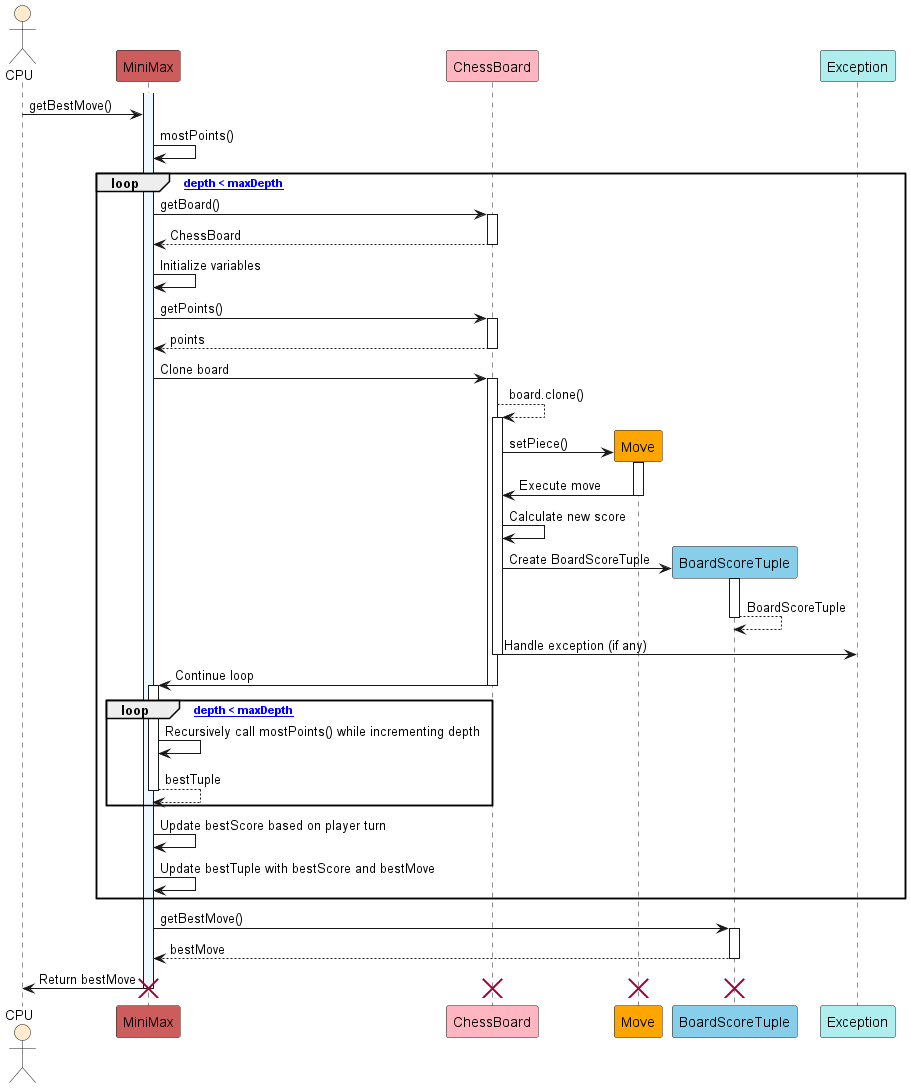 CPU
MiniMax
ChessBoard
Exception
getBestMove()
mostPoints()
loop
depth < maxDepth
getBoard()
ChessBoard
Initialize variables
getPoints()
points
Clone board
board.clone()
setPiece()
Move
Execute move
Calculate new score
Create BoardScoreTuple
BoardScoreTuple
BoardScoreTuple
Handle exception (if any)
Continue loop
loop
depth < maxDepth
Recursively call mostPoints() while incrementing depth
bestTuple
Update bestScore based on player turn
Update bestTuple with bestScore and bestMove
getBestMove()
bestMove
Return bestMove
CPU
MiniMax
ChessBoard
Move
BoardScoreTuple
Exception